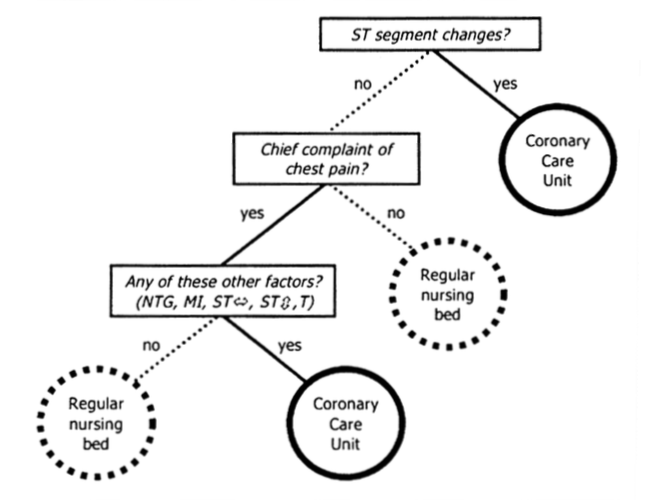 ST segment changes?
no
yes
Coronary
Care
Unit
Chief complaint of
chest pain?
yes
no
Regular
nursing
bed
Any of these other factors?
(NTG, MI, ST⇔, ST⇕,T)
no
yes
Regular
nursing
bed
Coronary
Care
Unit